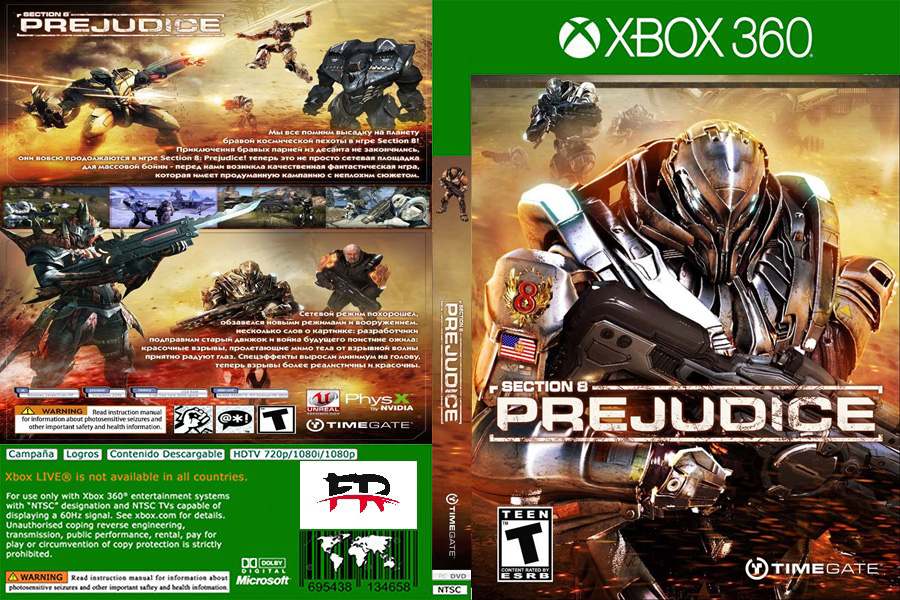 SECTION 8
PREJUDICE
Мы все помним высадку на планету
бравой космической пехоты в игре Section 8!
Приключения бравых парней из десанта не закончились,
они вовсю продолжаются в игре Section 8: Prejudice! теперь это не просто сетевая площадка
для массовой бойни - перед нами возникла качественная фантастическая игра,
которая имеет продуманную кампанию с неплохим сюжетом.
Сетевой режим похорошел,
обзавелся новыми режимами и вооружением.
несколько слов о картинке: разработчики
подправили старый движок и война будущего поистине ожила:
красочные взрывы, пролетающие мимо тела от взрывной волны
приятно радуют глаз. Спецэффекты выросли минимум на голову,
теперь взрывы более реалистичны и красочны.
WARNING Read instruction manual
for information about photosensitive seizures and
other important safety and health information.
@*!
T
UNREAL
PhysX
by NVIDIA
TIMEGATE
Campaña Logros Contenido Descargable HDTV 720p/1080i/1080p
Xbox LIVE® is not available in all countries.
For use only with Xbox 360® entertainment systems
with "NTSC" designation and NTSC TVs capable of
displaying a 60Hz signal. See xbox.com for details.
Unauthorised coping reverse engineering,
transmission, public performance, rental, pay for
play or circumvention of copy protection is strictly
prohibited.
DOLBY
DIGITAL
Microsoft
WARNING Read instruction manual for information about
photosensitive seizures and other important saftey and health infotmation.
FR
695438 134658
SECTION 8
PREJUDICE
TIMEGATE
PC DVD
NTSC
XBOX 360
8
SECTION 8
PREJUDICE
TEEN
T
CONTENT RATED BY
ESRB
TIMEGATE